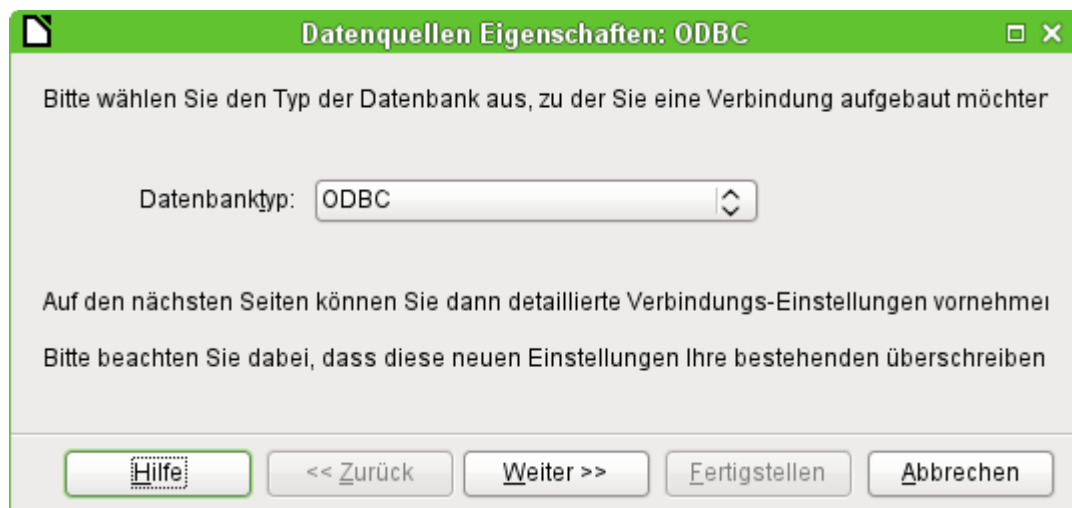 Datenquellen Eigenschaften: ODBC
Bitte wählen Sie den Typ der Datenbank aus, zu der Sie eine Verbindung aufgebaut möchten
Datenbanktyp: ODBC
Auf den nächsten Seiten können Sie dann detaillierte Verbindungs-Einstellungen vornehmen
Bitte beachten Sie dabei, dass diese neuen Einstellungen Ihre bestehenden überschreiben
Hilfe << Zurück Weiter >> Fertigstellen Abbrechen